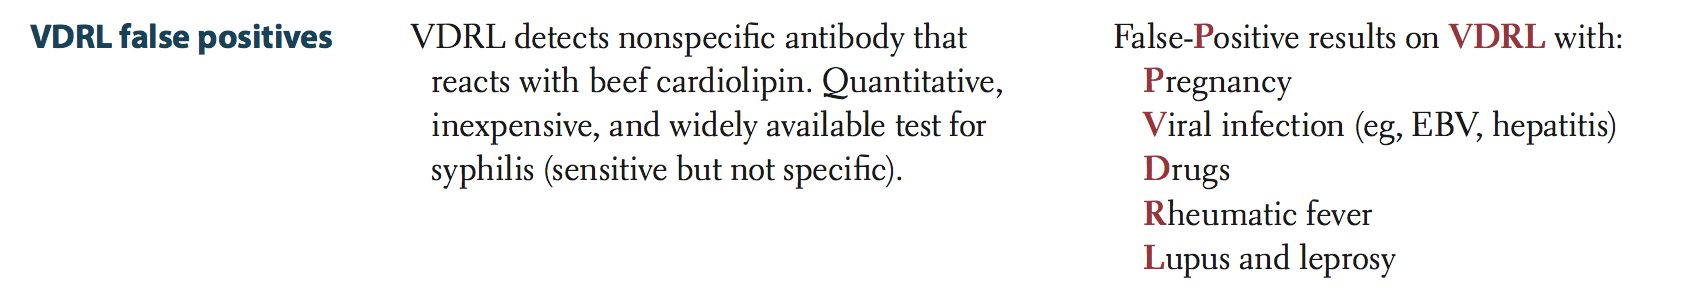 VDRL false positives
VDRL detects nonspecific antibody that
reacts with beef cardiolipin. Quantitative,
inexpensive, and widely available test for
syphilis (sensitive but not specific).
False-Positive results on VDRL with:
Pregnancy
Viral infection (eg, EBV, hepatitis)
Drugs
Rheumatic fever
Lupus and leprosy